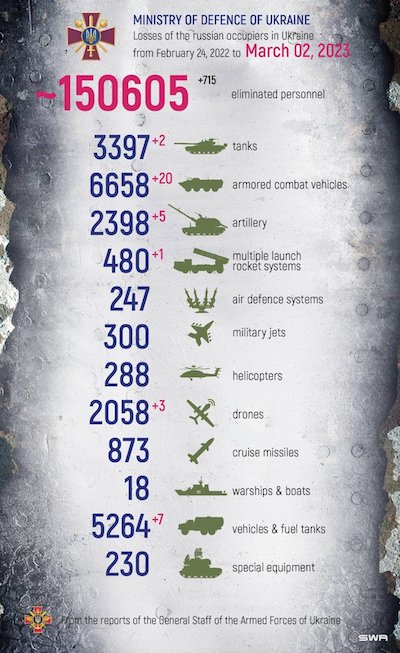 MINISTRY OF DEFENCE OF UKRAINE
Losses of the russian occupiers in Ukraine
from February 24, 2022 to March 02, 2023
~150605 +715 eliminated personnel
3397 +2 tanks
6658 +20 armored combat vehicles
2398 +5 artillery
480 +1 multiple launch
rocket systems
247 air defence systems
300 military jets
288 helicopters
2058 +3 drones
873 cruise missiles
18 warships & boats
5264 +7 vehicles & fuel tanks
230 special equipment
From the reports of the General Staff of the Armed Forces of Ukraine
SWA